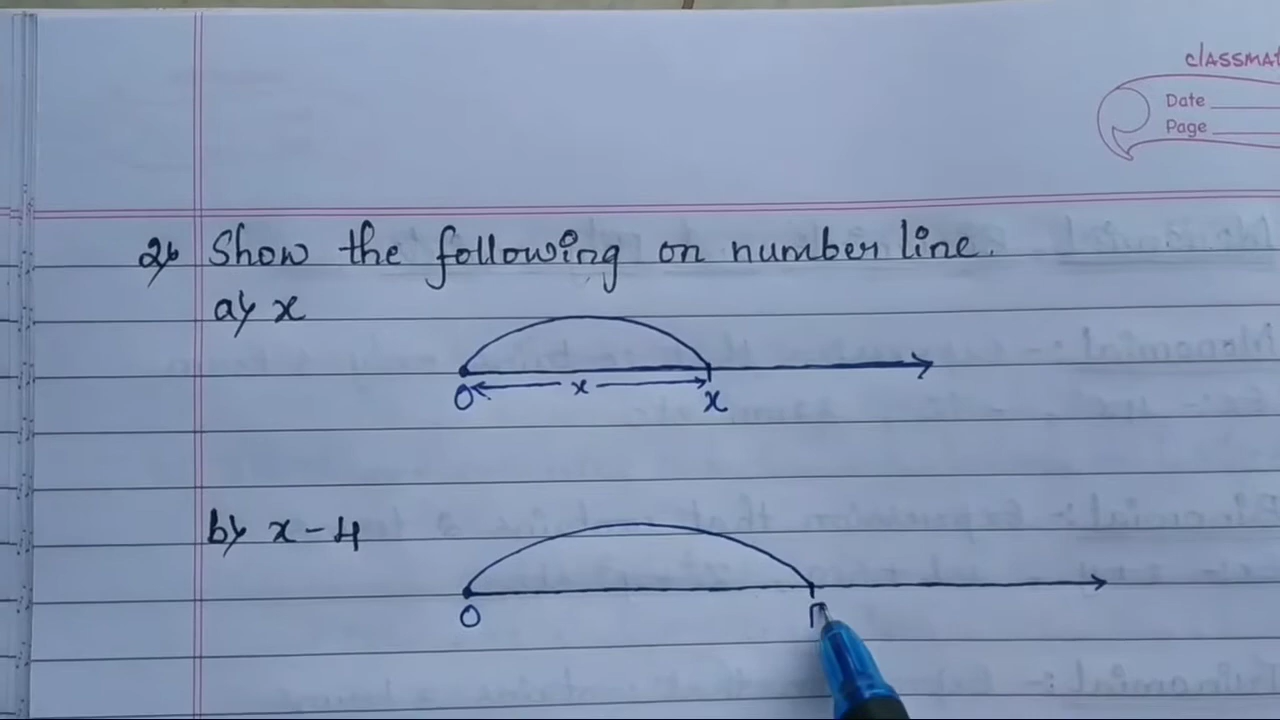 classmat
Date
Page
2) Show the following on number line.
a) x
0 x x
b) x - 4
0